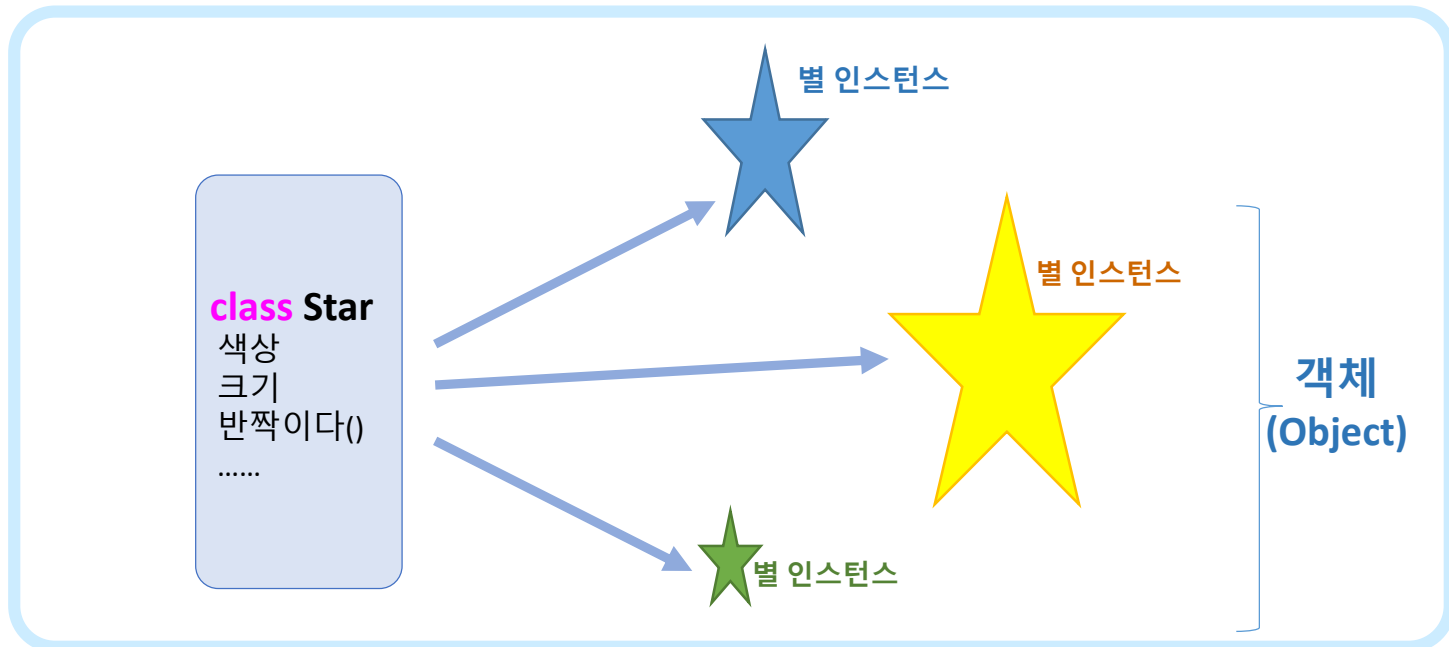 별 인스턴스
별 인스턴스
class Star
색상
크기
반짝이다()
......
객체
(Object)
별 인스턴스